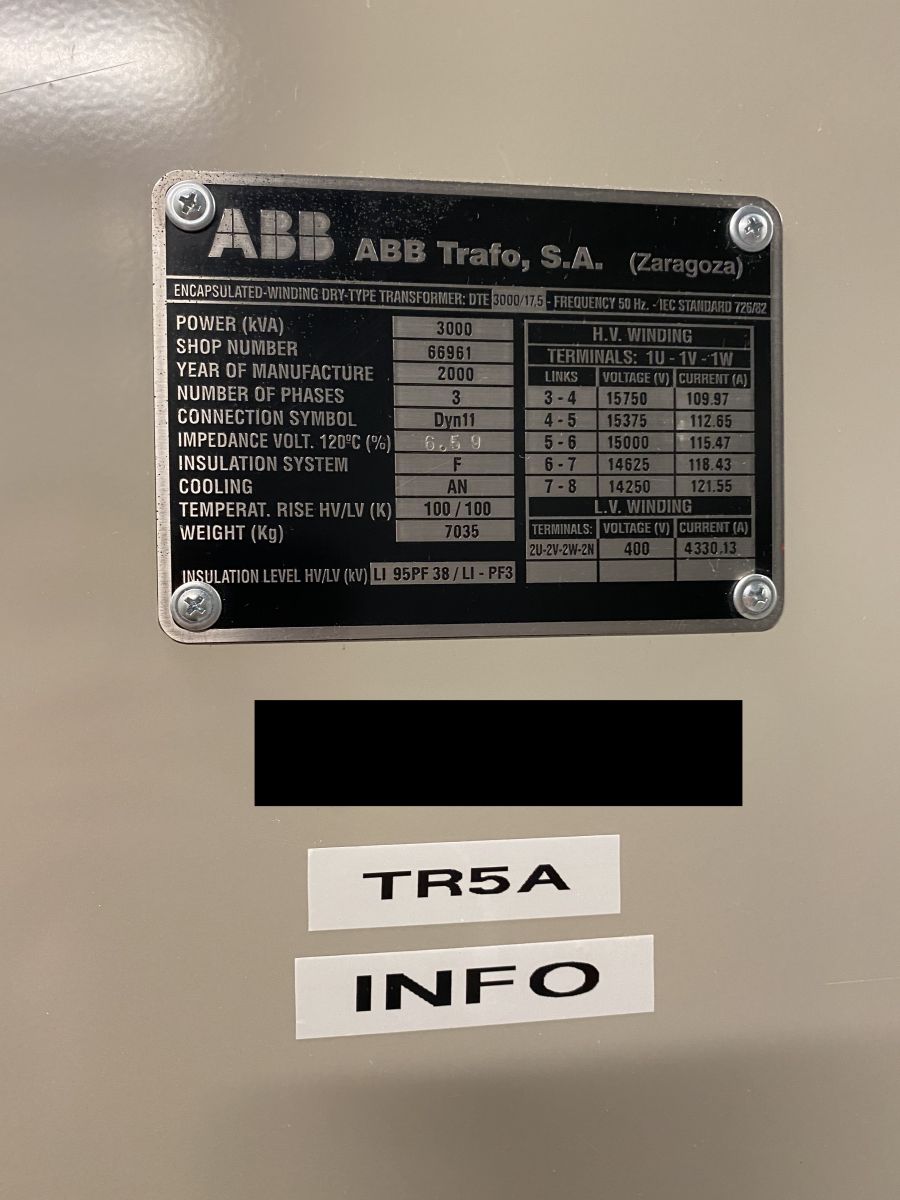 ABB ABB Trafo, S.A. (Zaragoza)
ENCAPSULATED-WINDING DRY-TYPE TRANSFORMER: DTE 3000/17,5 - FREQUENCY 50 Hz. - IEC STANDARD 726/82
POWER (kVA) 3000
SHOP NUMBER 66961
YEAR OF MANUFACTURE 2000
NUMBER OF PHASES 3
CONNECTION SYMBOL Dyn11
IMPEDANCE VOLT. 120ºC (%) 6.59
INSULATION SYSTEM F
COOLING AN
TEMPERAT. RISE HV/LV (K) 100 / 100
WEIGHT (Kg) 7035
INSULATION LEVEL HV/LV (kV) LI 95PF 38 / LI - PF3
H.V. WINDING
TERMINALS: 1U - 1V - 1W
LINKS VOLTAGE (V) CURRENT (A)
3 - 4 15750 109.97
4 - 5 15375 112.65
5 - 6 15000 115.47
6 - 7 14625 118.43
7 - 8 14250 121.55
L.V. WINDING
TERMINALS: VOLTAGE (V) CURRENT (A)
2U-2V-2W-2N 400 4330.13
TR5A
INFO